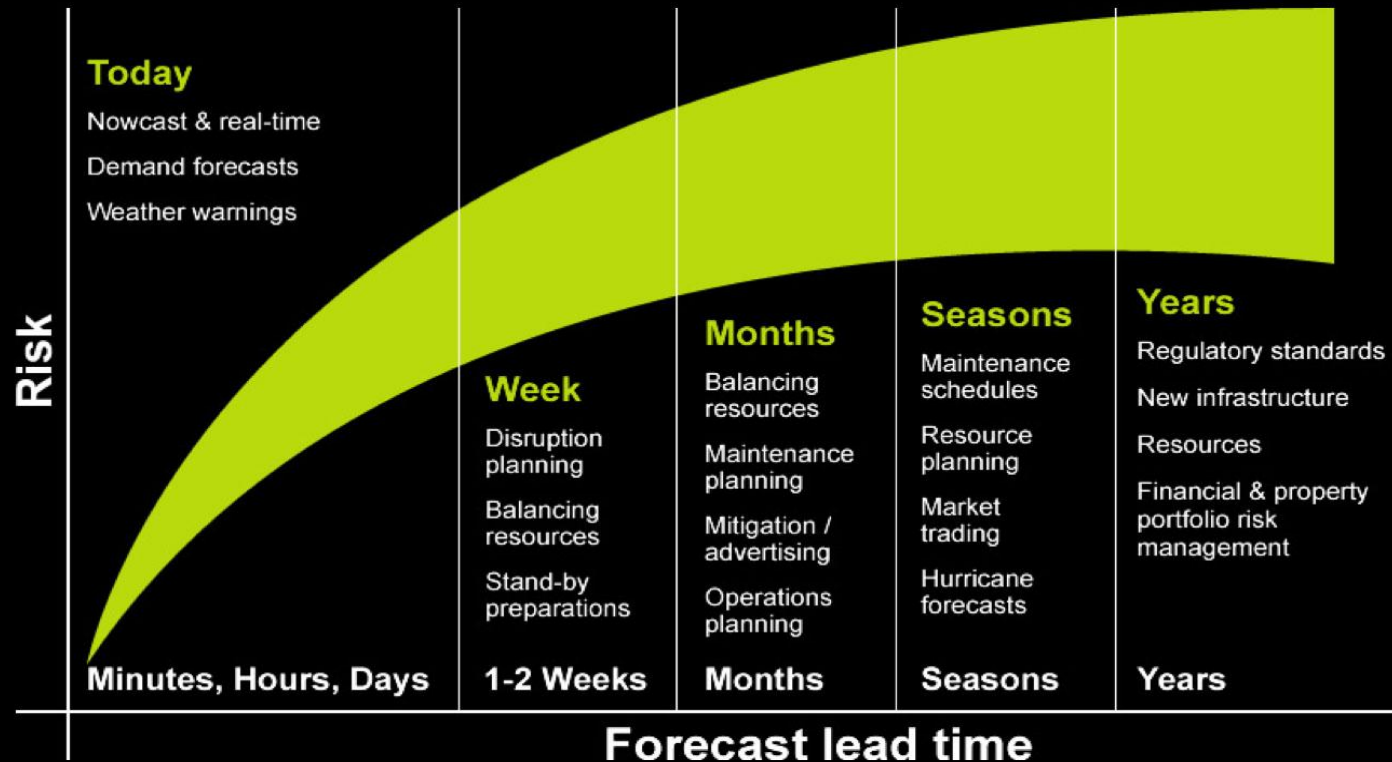 Today
Nowcast & real-time
Demand forecasts
Weather warnings
Risk
Week
Disruption
planning
Balancing
resources
Stand-by
preparations
Months
Balancing
resources
Maintenance
planning
Mitigation /
advertising
Operations
planning
Seasons
Maintenance
schedules
Resource
planning
Market
trading
Hurricane
forecasts
Years
Regulatory standards
New infrastructure
Resources
Financial & property
portfolio risk
management
Minutes, Hours, Days
1-2 Weeks
Months
Seasons
Years
Forecast lead time